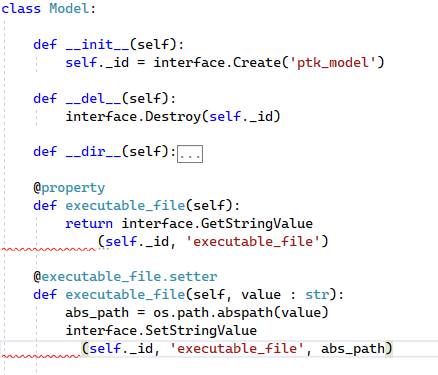 class Model:
def __init__(self):
self._id = interface.Create('ptk_model')
def __del__(self):
interface.Destroy(self._id)
def __dir__(self):...
@property
def executable_file(self):
return interface.GetStringValue
(self._id, 'executable_file')
@executable_file.setter
def executable_file(self, value : str):
abs_path = os.path.abspath(value)
interface.SetStringValue
(self._id, 'executable_file', abs_path)